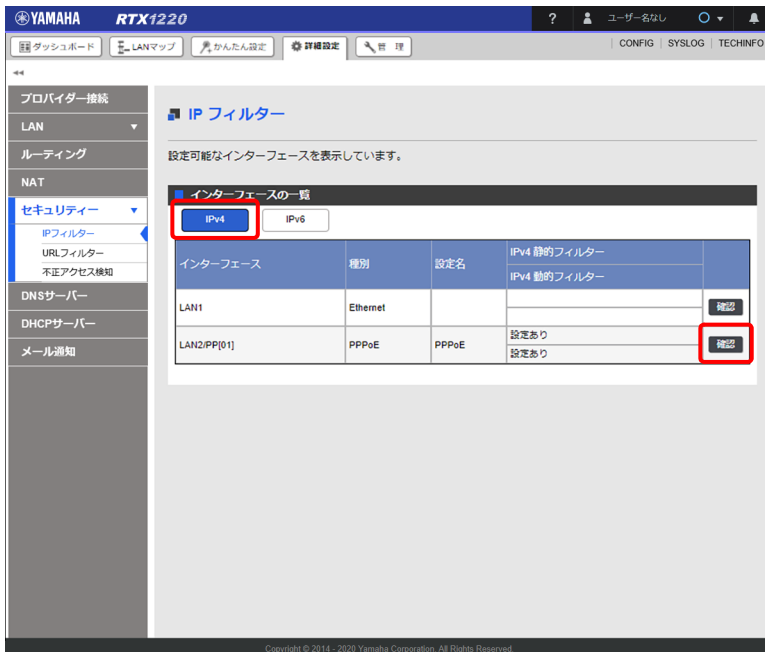 YAMAHA RTX1220 ? ユーザー名なし
ダッシュボード LANマップ かんたん設定 詳細設定 管 理 CONFIG SYSLOG TECHINFO
プロバイダー接続
LAN
ルーティング
NAT
セキュリティー
IPフィルター
URLフィルター
不正アクセス検知
DNSサーバー
DHCPサーバー
メール通知
IP フィルター
設定可能なインターフェースを表示しています。
インターフェースの一覧
IPv4 IPv6
インターフェース 種別 設定名 IPv4 静的フィルター
IPv4 動的フィルター
LAN1 Ethernet 確認
LAN2/PP[01] PPPoE PPPoE 設定あり 確認
設定あり
Copyright © 2014 - 2020 Yamaha Corporation. All Rights Reserved.